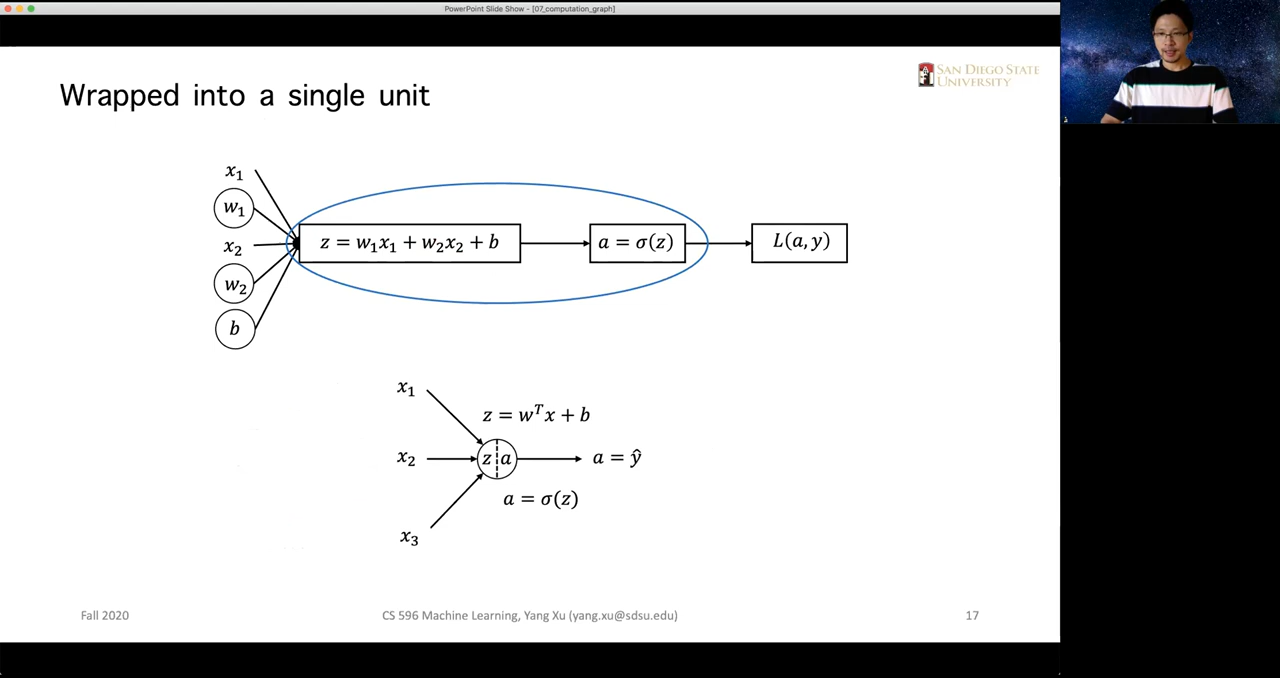 PowerPoint Slide Show - [07_computation_graph]
Wrapped into a single unit
SAN DIEGO STATE
UNIVERSITY
x₁
w₁
x₂
w₂
b
z = w₁x₁ + w₂x₂ + b
a = σ(z)
L(a, y)
x₁
z = wᵀx + b
x₂
z a
a = ŷ
a = σ(z)
x₃
Fall 2020
CS 596 Machine Learning, Yang Xu (yang.xu@sdsu.edu)
17